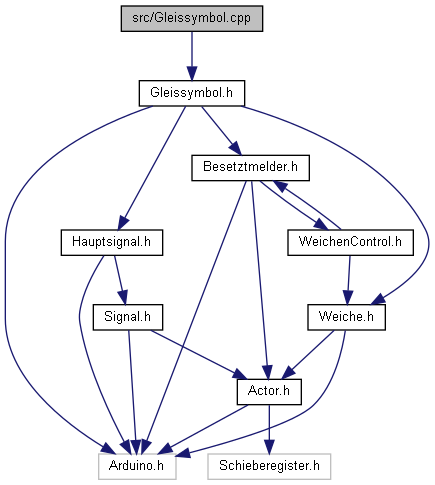 src/Gleissymbol.cpp
Gleissymbol.h
Besetztmelder.h
Hauptsignal.h
WeichenControl.h
Signal.h
Weiche.h
Actor.h
Arduino.h
Schieberegister.h